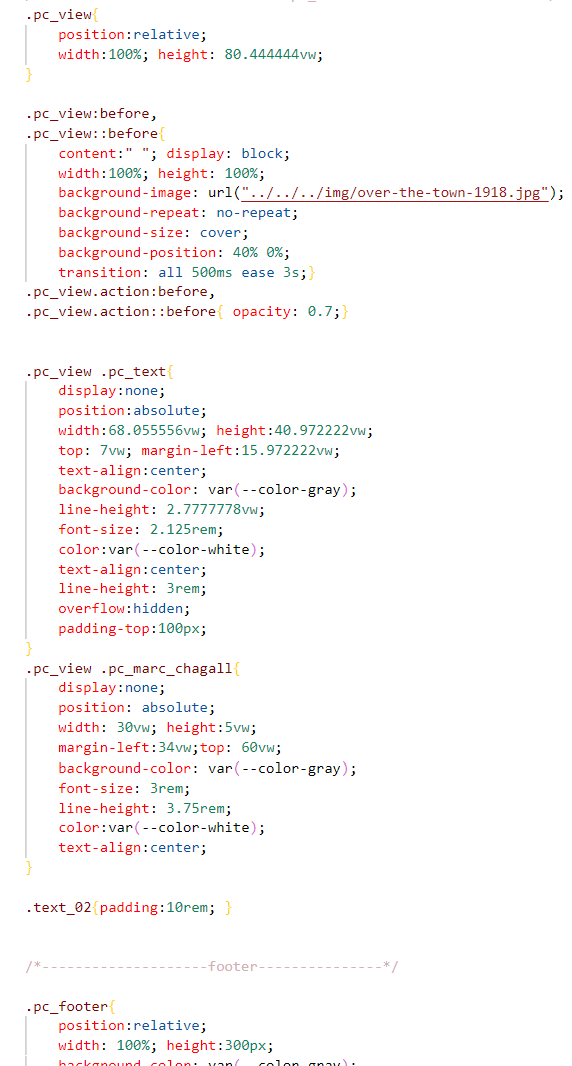 .pc_view{
position:relative;
width:100%; height: 80.444444vw;
}
.pc_view:before,
.pc_view::before{
content:" "; display: block;
width:100%; height: 100%;
background-image: url("../../../img/over-the-town-1918.jpg");
background-repeat: no-repeat;
background-size: cover;
background-position: 40% 0%;
transition: all 500ms ease 3s;}
.pc_view.action:before,
.pc_view.action::before{ opacity: 0.7;}
.pc_view .pc_text{
display:none;
position:absolute;
width:68.055556vw; height:40.972222vw;
top: 7vw; margin-left:15.972222vw;
text-align:center;
background-color: var(--color-gray);
line-height: 2.7777778vw;
font-size: 2.125rem;
color:var(--color-white);
text-align:center;
line-height: 3rem;
overflow:hidden;
padding-top:100px;
}
.pc_view .pc_marc_chagall{
display:none;
position: absolute;
width: 30vw; height:5vw;
margin-left:34vw;top: 60vw;
background-color: var(--color-gray);
font-size: 3rem;
line-height: 3.75rem;
color:var(--color-white);
text-align:center;
}
.text_02{padding:10rem; }
/*--------------------footer---------------*/
.pc_footer{
position:relative;
width: 100%; height:300px;
background-color: var(--color-gray);